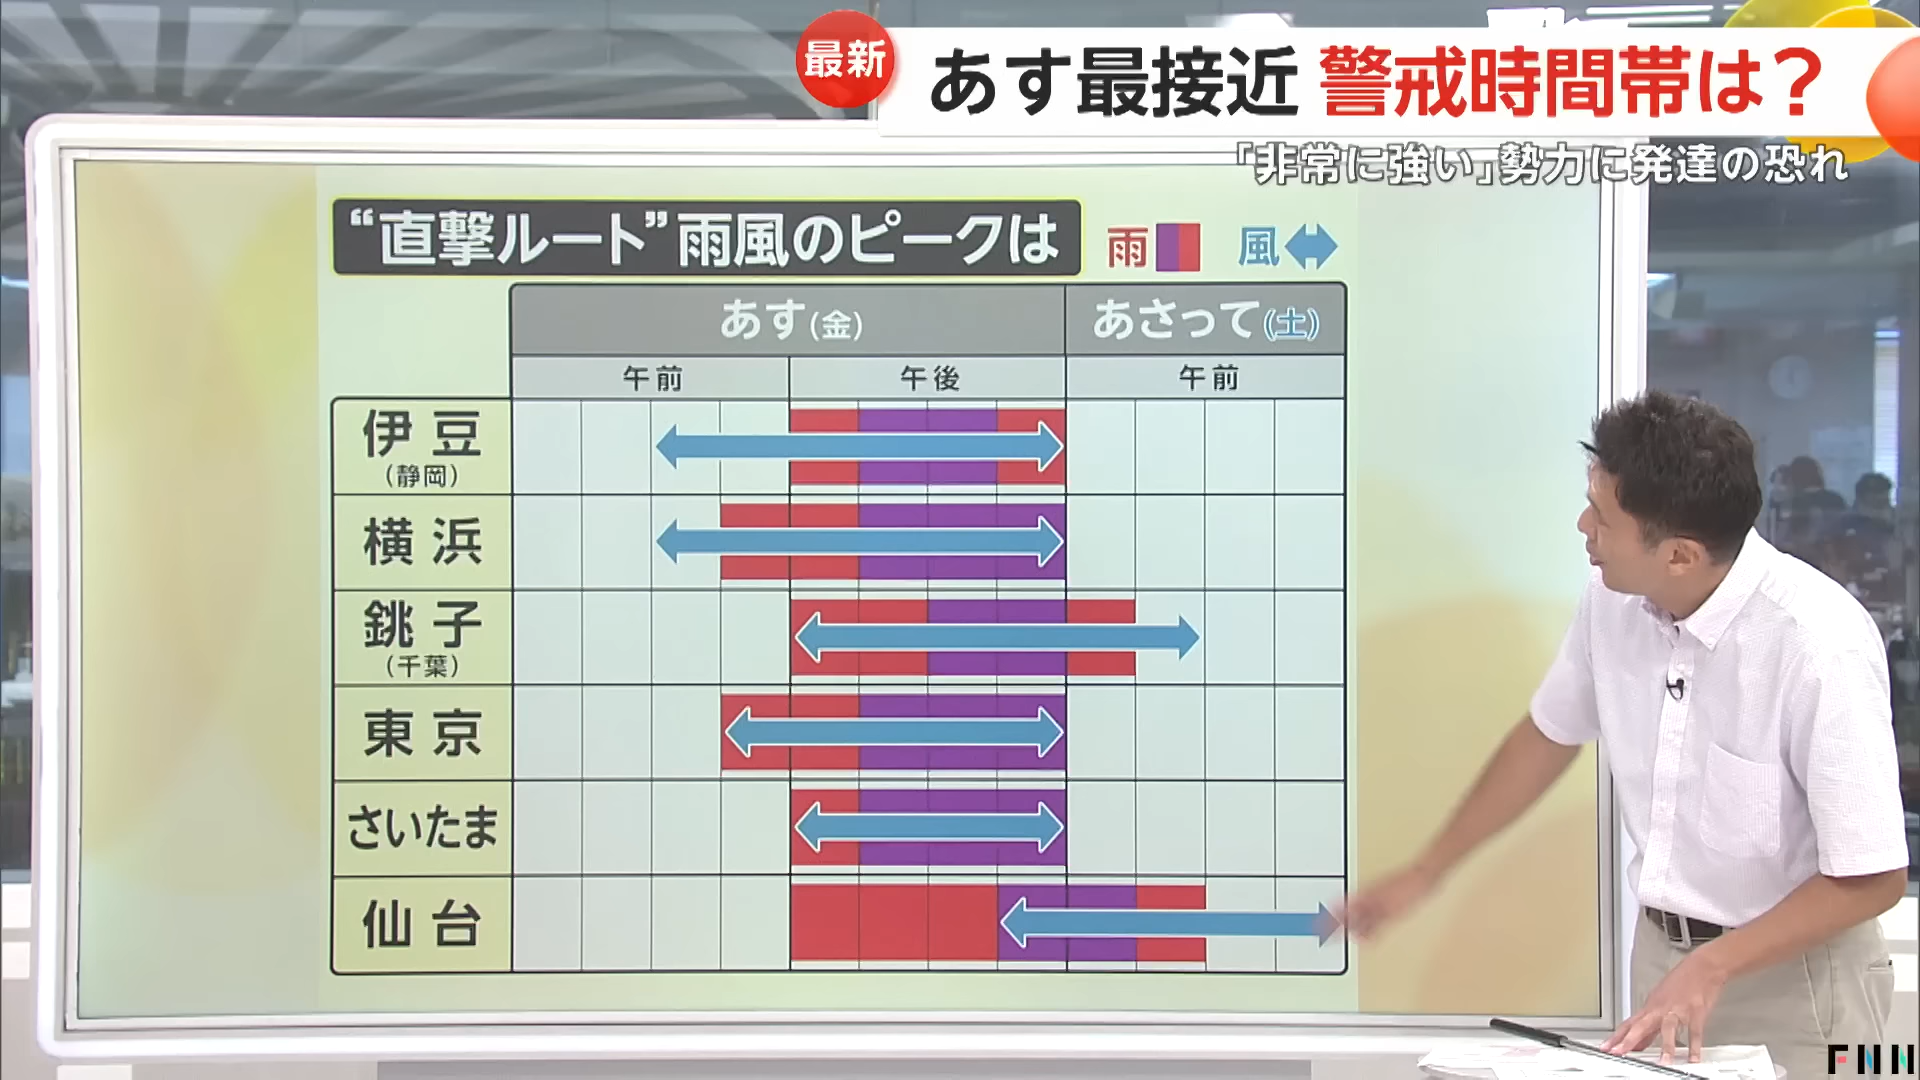 最新
あす最接近 警戒時間帯は？
「非常に強い」勢力に発達の恐れ
“直撃ルート”雨風のピークは
雨 風
あす(金) あさって(土)
午前 午後 午前
伊豆
(静岡)
横浜
銚子
(千葉)
東京
さいたま
仙台
FNN